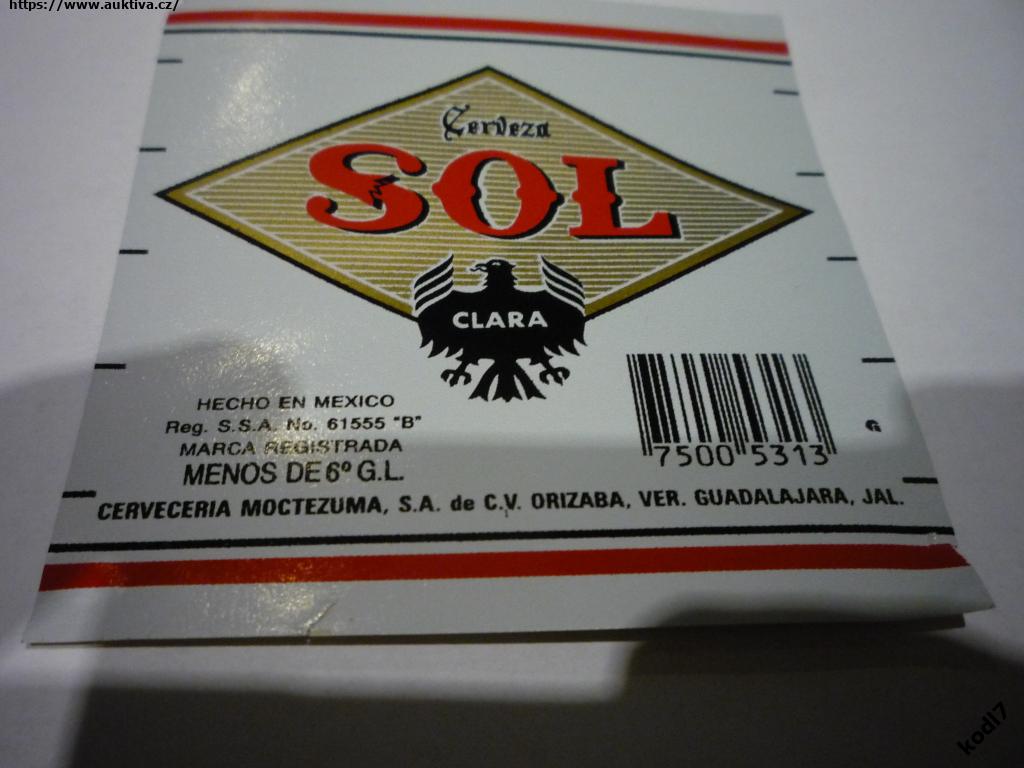 https://www.auktiva.cz/
Cerveza
SOL
CLARA
HECHO EN MEXICO
Reg. S.S.A. No. 61555 "B"
MARCA REGISTRADA
MENOS DE 6º G.L.
7500 5313
G
CERVECERIA MOCTEZUMA, S.A. de C.V. ORIZABA, VER. GUADALAJARA, JAL.
kodl7